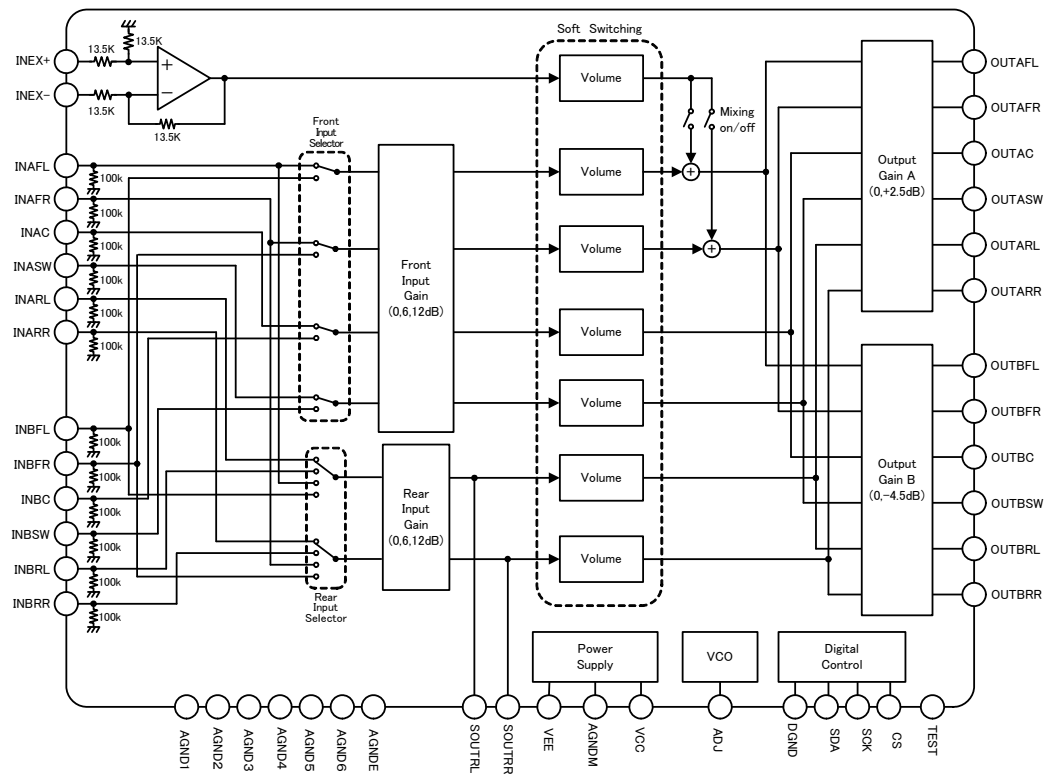 13.5K
13.5K
INEX+
INEX-
13.5K
13.5K
+
−
Soft Switching
Volume
Mixing
on/off
Front
Input
Selector
INAFL
100k
INAFR
100k
INAC
100k
INASW
100k
INARL
100k
INARR
100k
INBFL
100k
INBFR
100k
INBC
100k
INBSW
100k
INBRL
100k
INBRR
100k
Front
Input
Gain
(0,6,12dB)
Rear
Input
Gain
(0,6,12dB)
Rear
Input
Selector
Volume
+
Volume
+
Volume
Volume
Volume
Volume
Output
Gain A
(0,+2.5dB)
Output
Gain B
(0,−4.5dB)
OUTAFL
OUTAFR
OUTAC
OUTASW
OUTARL
OUTARR
OUTBFL
OUTBFR
OUTBC
OUTBSW
OUTBRL
OUTBRR
Power
Supply
VCO
Digital
Control
AGND1
AGND2
AGND3
AGND4
AGND5
AGND6
AGNDE
SOUTRL
SOUTRR
VEE
AGNDM
VCC
ADJ
DGND
SDA
SCK
CS
TEST